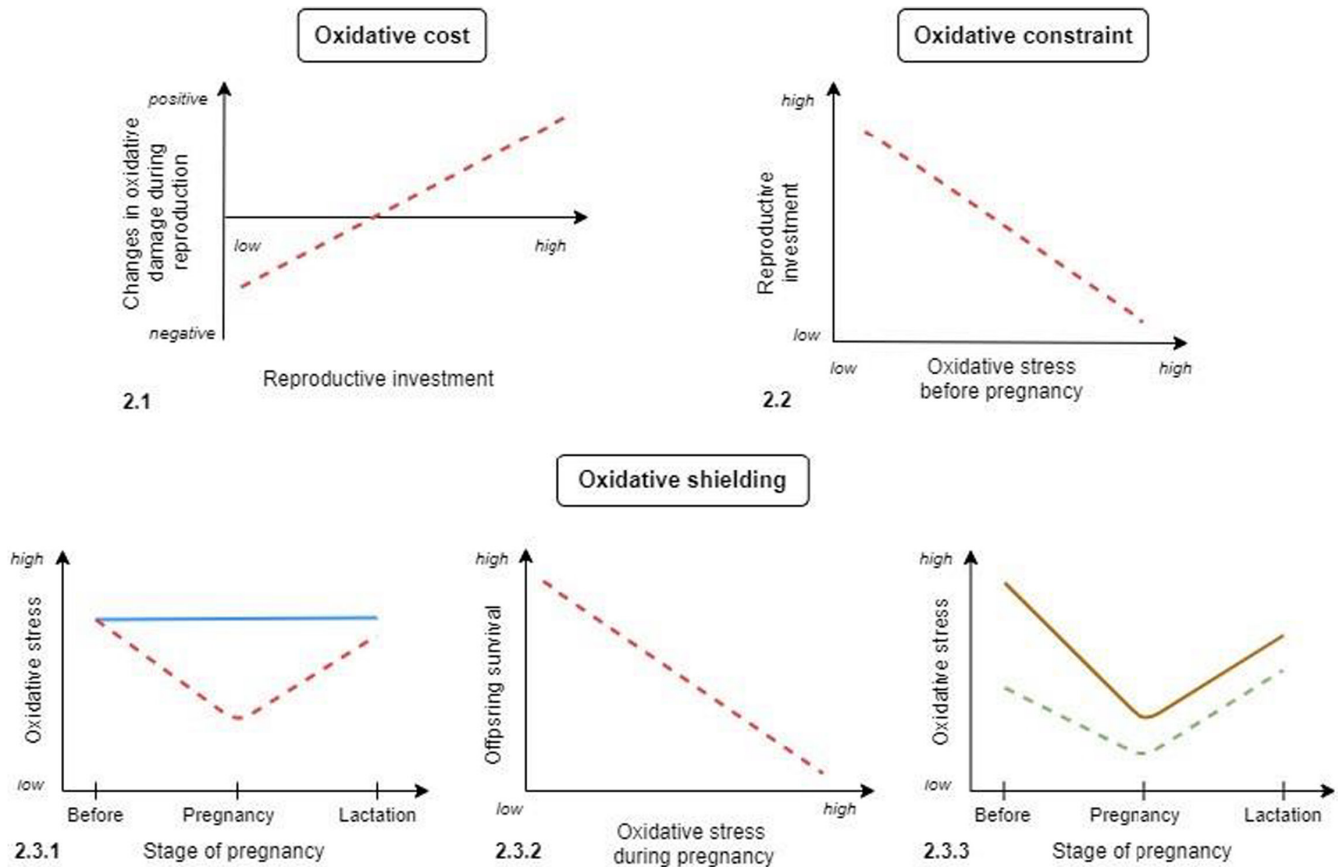 Oxidative cost
positive
Changes in oxidative
damage during
reproduction
low
high
negative
Reproductive investment
2.1
Oxidative constraint
high
Reproductive
investment
low
low
Oxidative stress
before pregnancy
high
2.2
Oxidative shielding
high
Oxidative stress
low
Before
Pregnancy
Lactation
2.3.1
Stage of pregnancy
high
Offpsring survival
low
high
Oxidative stress
during pregnancy
2.3.2
high
Oxidative stress
low
Before
Pregnancy
Lactation
2.3.3
Stage of pregnancy